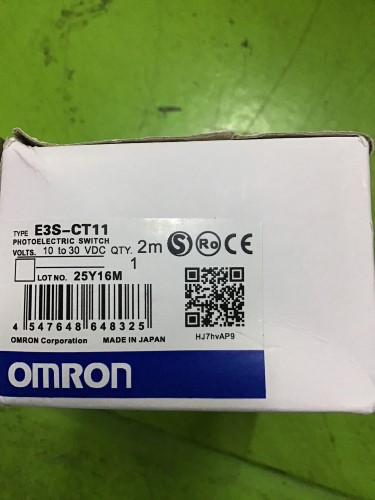 TYPE E3S-CT11
PHOTOELECTRIC SWITCH
VOLTS. 10 to 30 VDC QTY. 2m
1
LOT NO. 25Y16M
4 547648 648325
OMRON Corporation MADE IN JAPAN
HJ7hvAP9
OMRON